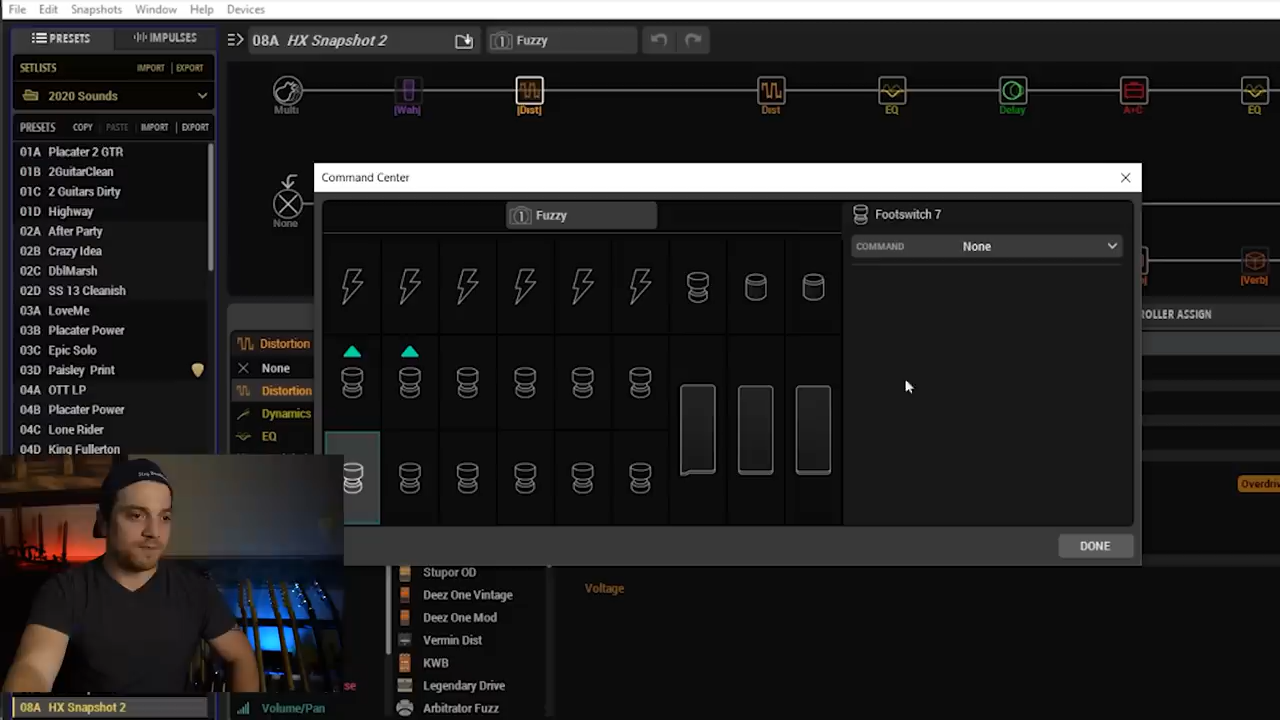 File Edit Snapshots Window Help Devices
PRESETS IMPULSES
08A HX Snapshot 2
1 Fuzzy
SETLISTS IMPORT EXPORT
2020 Sounds
PRESETS COPY PASTE IMPORT EXPORT
Multi [Wah] [Dist] Dist EQ Delay A+C EQ
01A Placater 2 GTR
01B 2GuitarClean
01C 2 Guitars Dirty
01D Highway
02A After Party
02B Crazy Idea
02C DblMarsh
02D SS 13 Cleanish
03A LoveMe
03B Placater Power
03C Epic Solo
03D Paisley Print
04A OTT LP
04B Placater Power
04C Lone Rider
04D King Fullerton
08A HX Snapshot 2
None
Command Center
1 Fuzzy
Footswitch 7
COMMAND None
DONE
[Verb]
ROLLER ASSIGN
Distortion
None
Distortion
Dynamics
EQ
Volume/Pan
Stupor OD
Deez One Vintage
Deez One Mod
Vermin Dist
KWB
Legendary Drive
Arbitrator Fuzz
Voltage